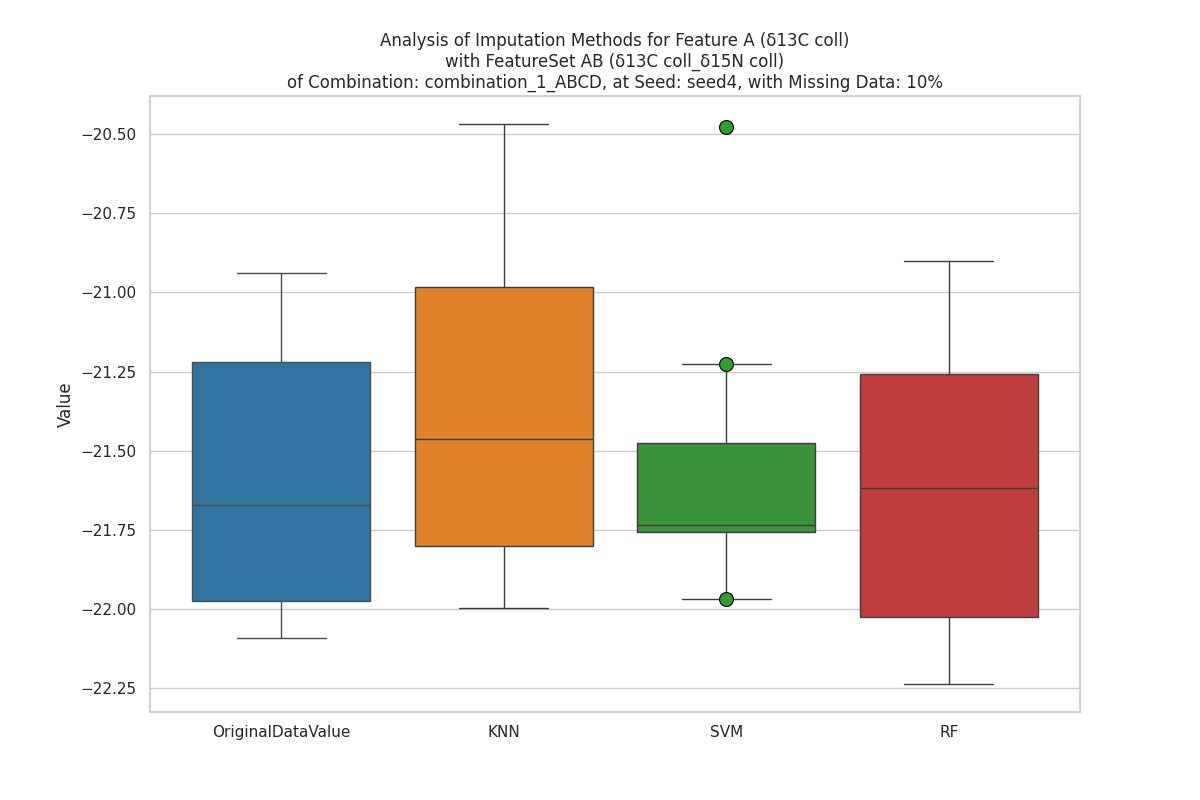 Analysis of Imputation Methods for Feature A (δ13C coll)
with FeatureSet AB (δ13C coll_δ15N coll)
of Combination: combination_1_ABCD, at Seed: seed4, with Missing Data: 10%
Value
−20.50
−20.75
−21.00
−21.25
−21.50
−21.75
−22.00
−22.25
OriginalDataValue KNN SVM RF